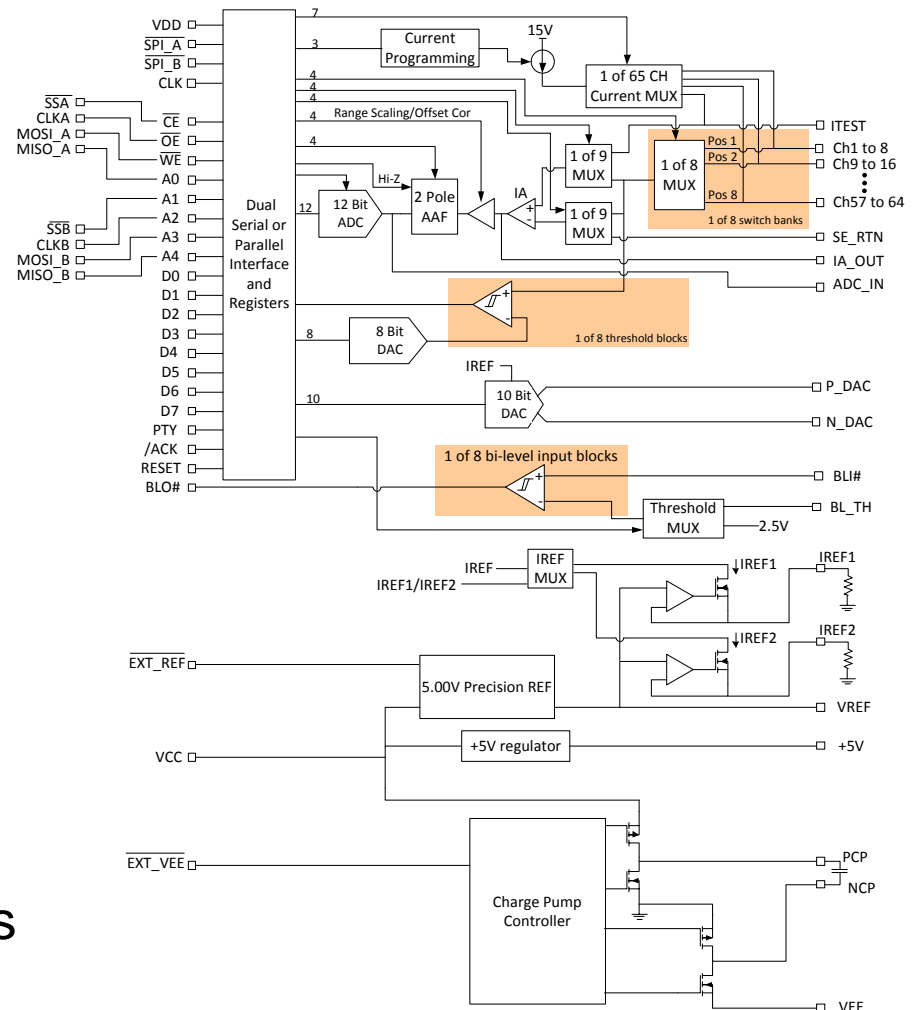 VDD
SPI_A
SPI_B
CLK
SSA
CLKA
MOSI_A
MISO_A
CE
OE
WE
A0
SSB
CLKB
MOSI_B
MISO_B
A1
A2
A3
A4
D0
D1
D2
D3
D4
D5
D6
D7
PTY
/ACK
RESET
BLO#
Dual
Serial or
Parallel
Interface
and
Registers
7
3
4
4
4
4
4
12
8
10
Current
Programming
15V
1 of 65 CH
Current MUX
Range Scaling/Offset Cor
Hi-Z
12 Bit
ADC
2 Pole
AAF
IA
+
-
1 of 9
MUX
1 of 9
MUX
1 of 8
MUX
Pos 1
Pos 2
Pos 8
1 of 8 switch banks
ITEST
Ch1 to 8
Ch9 to 16
Ch57 to 64
SE_RTN
IA_OUT
ADC_IN
+
-
1 of 8 threshold blocks
8 Bit
DAC
IREF
10 Bit
DAC
P_DAC
N_DAC
1 of 8 bi-level input blocks
+
-
BLI#
Threshold
MUX
BL_TH
2.5V
IREF
IREF1/IREF2
IREF
MUX
IREF1
IREF1
IREF2
IREF2
EXT_REF
5.00V Precision REF
VREF
VCC
+5V regulator
+5V
EXT_VEE
Charge Pump
Controller
PCP
NCP
VEE
s